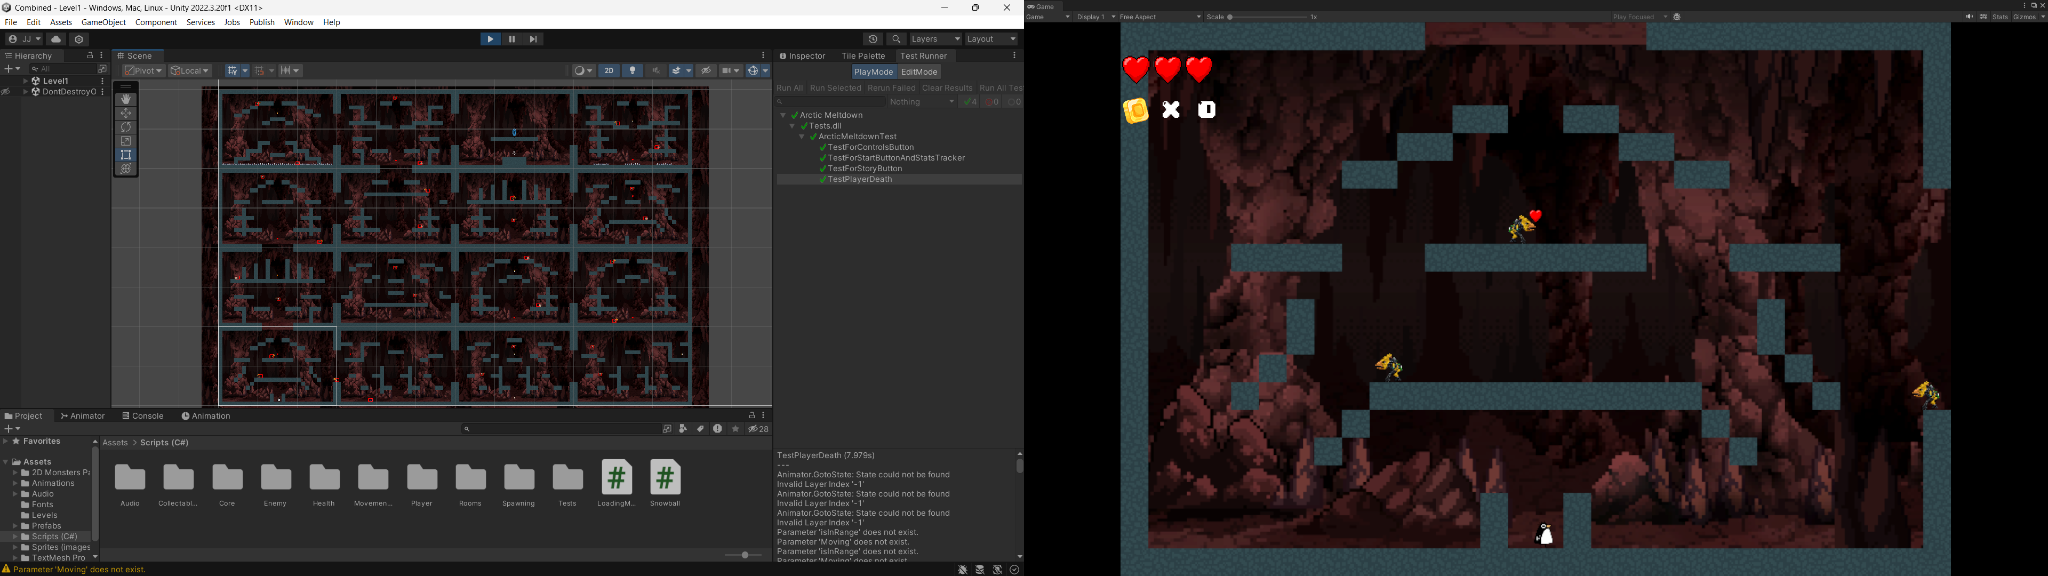 Combined - Level1 - Windows, Mac, Linux - Unity 2022.3.20f1 <DX11>
File Edit Assets GameObject Component Services Jobs Publish Window Help
JJ
Layers
Layout
Hierarchy
All
Level1
DontDestroyO
Scene
Pivot
Local
2D
Inspector
Tile Palette
Test Runner
PlayMode
EditMode
Run All Run Selected Rerun Failed Clear Results Run All Tes
Nothing
4
0
0
Arctic Meltdown
Tests.dll
ArcticMeltdownTest
TestForControlsButton
TestForStartButtonAndStatsTracker
TestForStoryButton
TestPlayerDeath
TestPlayerDeath (7.979s)
---
Animator.GotoState: State could not be found
Invalid Layer Index '-1'
Animator.GotoState: State could not be found
Invalid Layer Index '-1'
Animator.GotoState: State could not be found
Invalid Layer Index '-1'
Parameter 'isInRange' does not exist.
Parameter 'Moving' does not exist.
Parameter 'isInRange' does not exist.
Parameter 'Moving' does not exist.
Project
Animator
Console
Animation
28
Favorites
Assets
2D Monsters Pa
Animations
Audio
Fonts
Levels
Prefabs
Scripts (C#)
Sprites (images
TextMesh Pro
Assets > Scripts (C#)
Audio
Collectabl...
Core
Enemy
Health
Movemen...
Player
Rooms
Spawning
Tests
LoadingM...
Snowball
Parameter 'Moving' does not exist.
Game
Game
Display 1
Free Aspect
Scale
1x
Play Focused
Stats
Gizmos
X 0